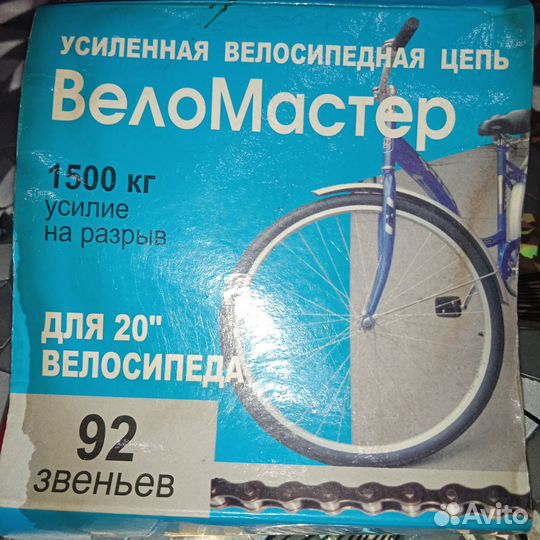 УСИЛЕННАЯ ВЕЛОСИПЕДНАЯ ЦЕПЬ
ВелоМастер
1500 кг
усилие
на разрыв
ДЛЯ 20"
ВЕЛОСИПЕДА
92
звеньев
Avito